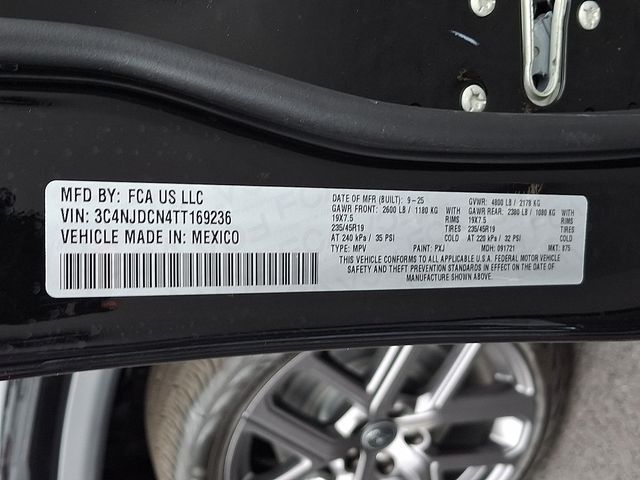 MFD BY: FCA US LLC
VIN: 3C4NJDCN4TT169236
VEHICLE MADE IN: MEXICO
DATE OF MFR (BUILT): 9-25 GVWR: 4800 LB / 2178 KG
GAWR FRONT: 2600 LB / 1180 KG WITH GAWR REAR: 2380 LB / 1080 KG WITH
19X7.5 RIMS 19X7.5 RIMS
235/45R19 TIRES 235/45R19 TIRES
AT 240 kPa / 35 PSI COLD AT 220 kPa / 32 PSI COLD
TYPE: MPV PAINT: PXJ MDH: 091721 MKT: 875
THIS VEHICLE CONFORMS TO ALL APPLICABLE U.S.A. FEDERAL MOTOR VEHICLE
SAFETY AND THEFT PREVENTION STANDARDS IN EFFECT ON THE DATE OF
MANUFACTURE SHOWN ABOVE.